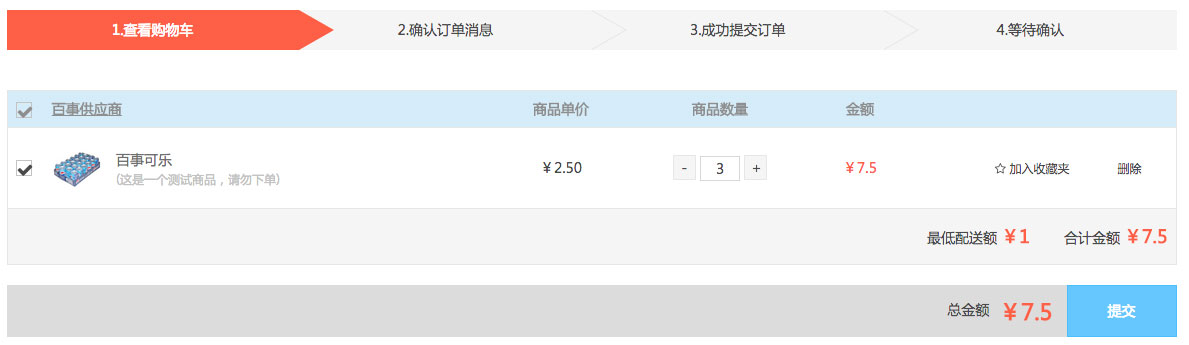 1.查看购物车 2.确认订单消息 3.成功提交订单 4.等待确认
百事供应商 商品单价 商品数量 金额
百事可乐
(这是一个测试商品，请勿下单)
￥2.50 - 3 + ￥7.5 ☆ 加入收藏夹 删除
最低配送额 ￥1 合计金额 ￥7.5
总金额 ￥7.5 提交